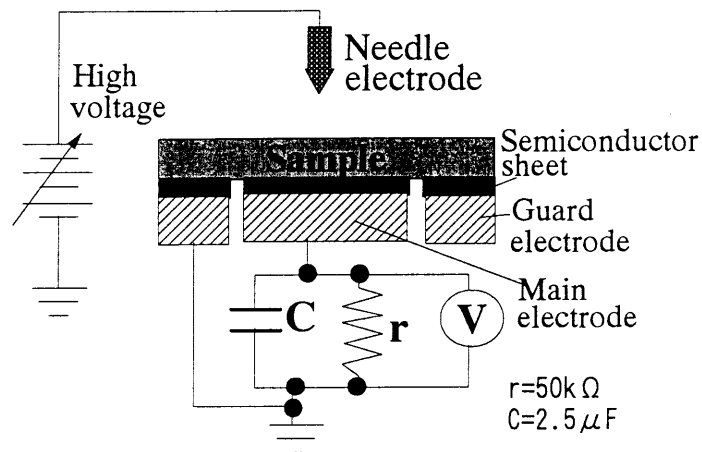 Needle
electrode
High
voltage
Sample
Semiconductor
sheet
Guard
electrode
Main
electrode
C
r
V
r=50kΩ
C=2.5μF